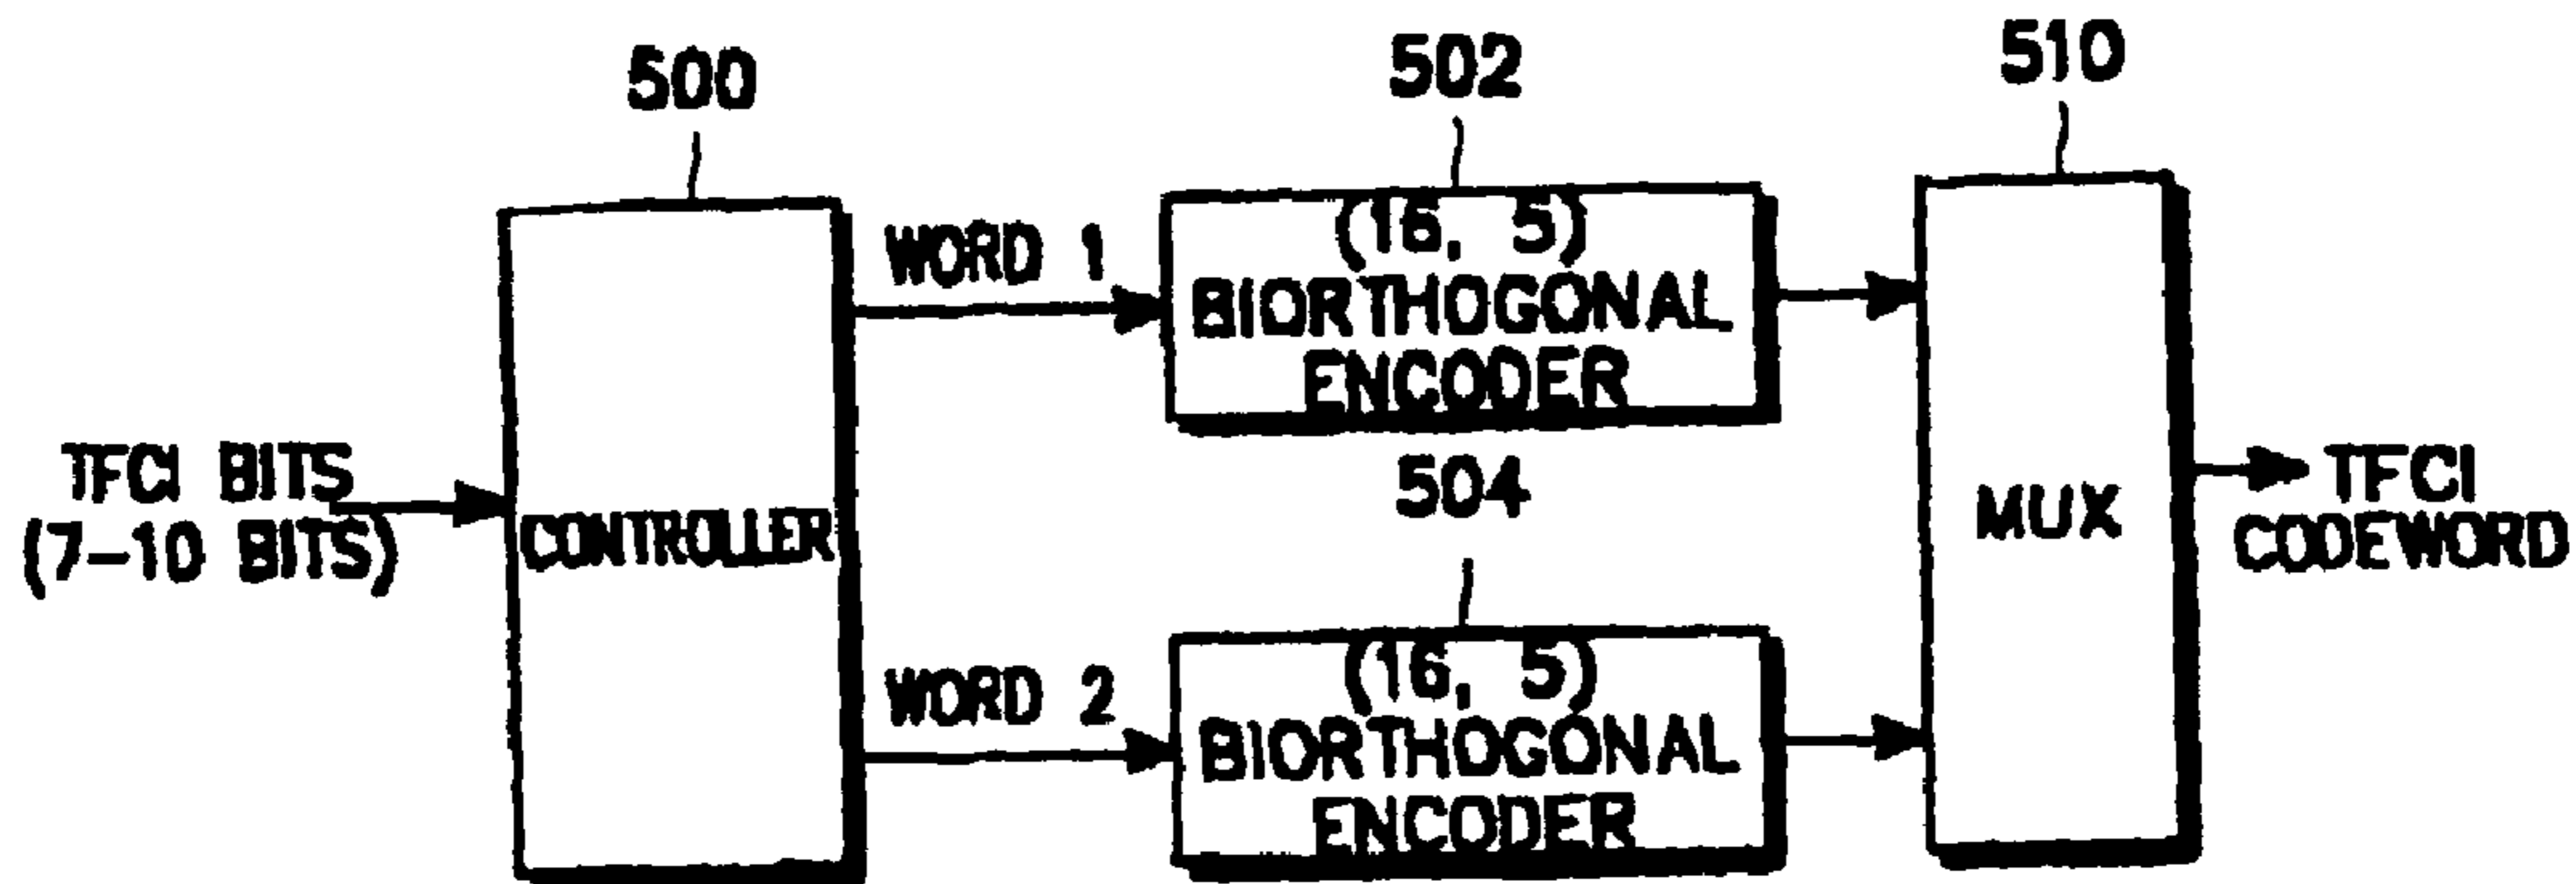 500
502
510
WORD 1
(16, 5)
BIORTHOGONAL
ENCODER
TFCI BITS
(7-10 BITS)
CONTROLLER
504
MUX
TFCI
CODEWORD
WORD 2
(16, 5)
BIORTHOGONAL
ENCODER